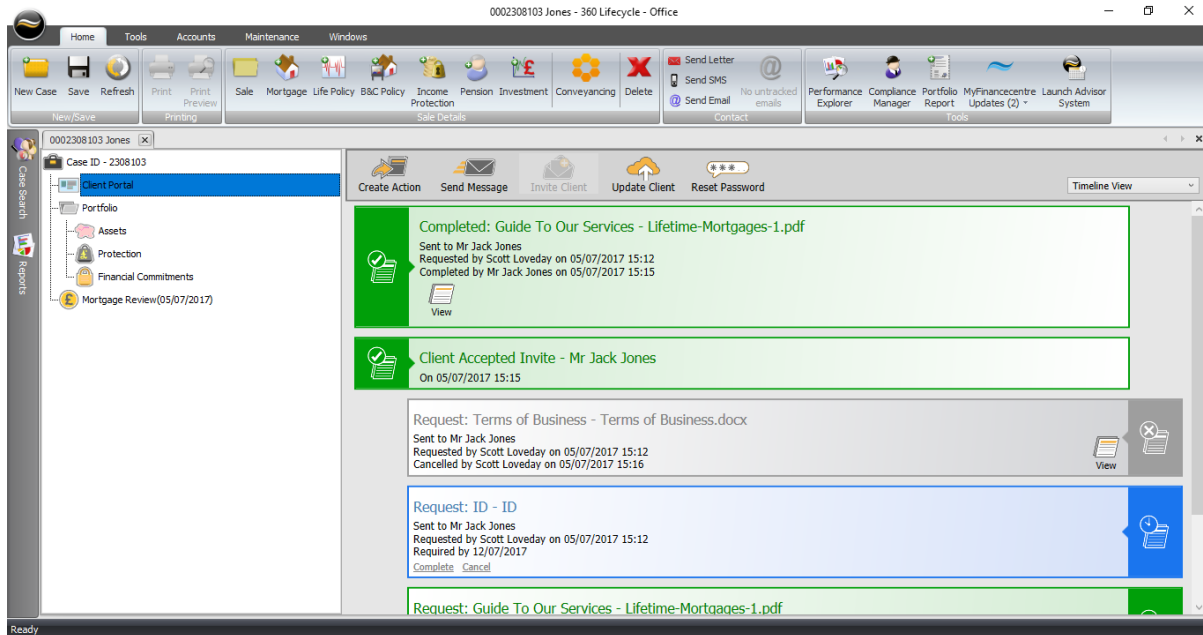 0002308103 Jones - 360 Lifecycle - Office
Home Tools Accounts Maintenance Windows
New Case Save Refresh Print Print Preview Sale Mortgage Life Policy B&C Policy Income Protection Pension Investment Conveyancing Delete
Send Letter
Send SMS
Send Email
@
No untracked emails
Performance Explorer Compliance Manager Portfolio Report MyFinancecentre Updates (2) Launch Advisor System
New/Save Printing Sale Details Contact Tools
0002308103 Jones
Case Search
Reports
Case ID - 2308103
Client Portal
Portfolio
Assets
Protection
Financial Commitments
Mortgage Review(05/07/2017)
Create Action Send Message Invite Client Update Client Reset Password
Timeline View
Completed: Guide To Our Services - Lifetime-Mortgages-1.pdf
Sent to Mr Jack Jones
Requested by Scott Loveday on 05/07/2017 15:12
Completed by Mr Jack Jones on 05/07/2017 15:15
View
Client Accepted Invite - Mr Jack Jones
On 05/07/2017 15:15
Request: Terms of Business - Terms of Business.docx
Sent to Mr Jack Jones
Requested by Scott Loveday on 05/07/2017 15:12
Cancelled by Scott Loveday on 05/07/2017 15:16
View
Request: ID - ID
Sent to Mr Jack Jones
Requested by Scott Loveday on 05/07/2017 15:12
Required by 12/07/2017
Complete Cancel
Request: Guide To Our Services - Lifetime-Mortgages-1.pdf
Ready